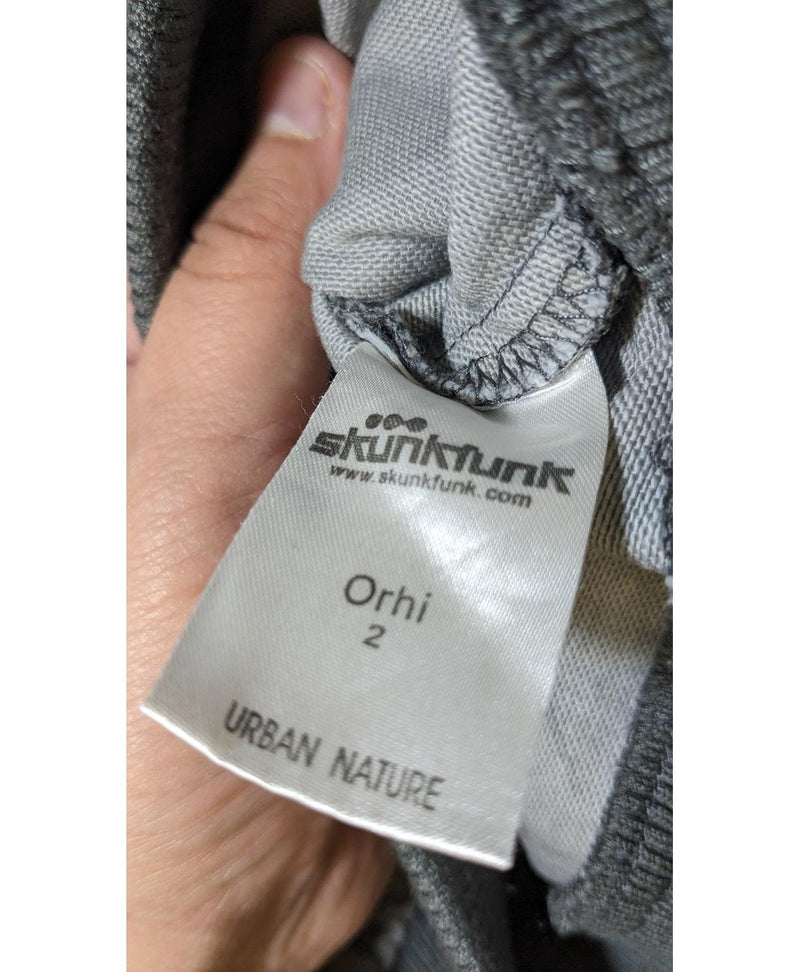 skunkfunk
www.skunkfunk.com
Orhi
2
URBAN NATURE